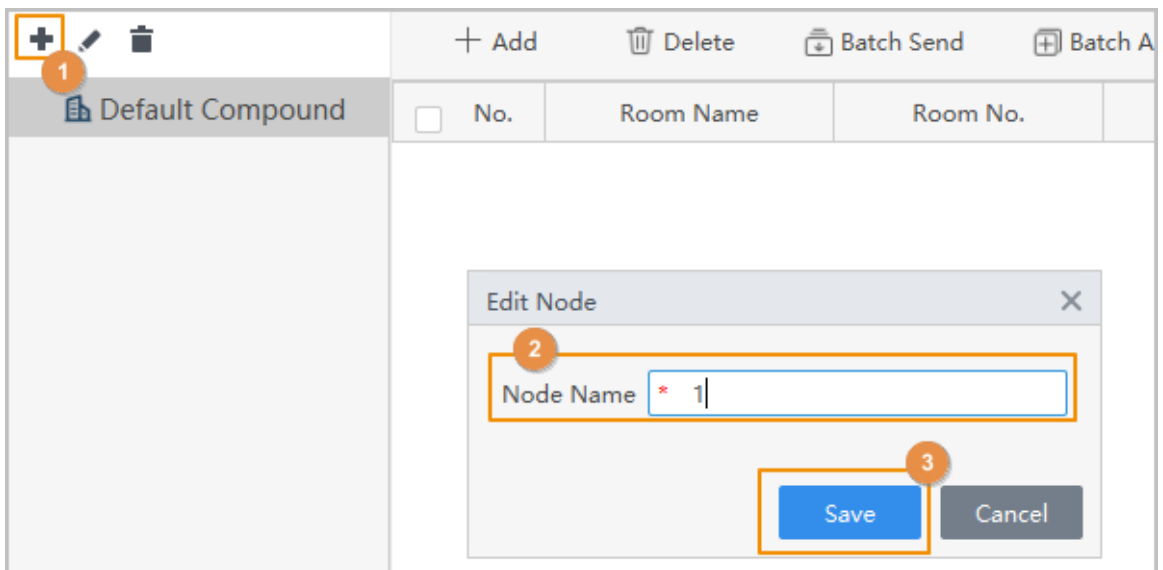 Add Delete Batch Send Batch A
1
Default Compound
No. Room Name Room No.
Edit Node
2
Node Name * 1
3
Save Cancel